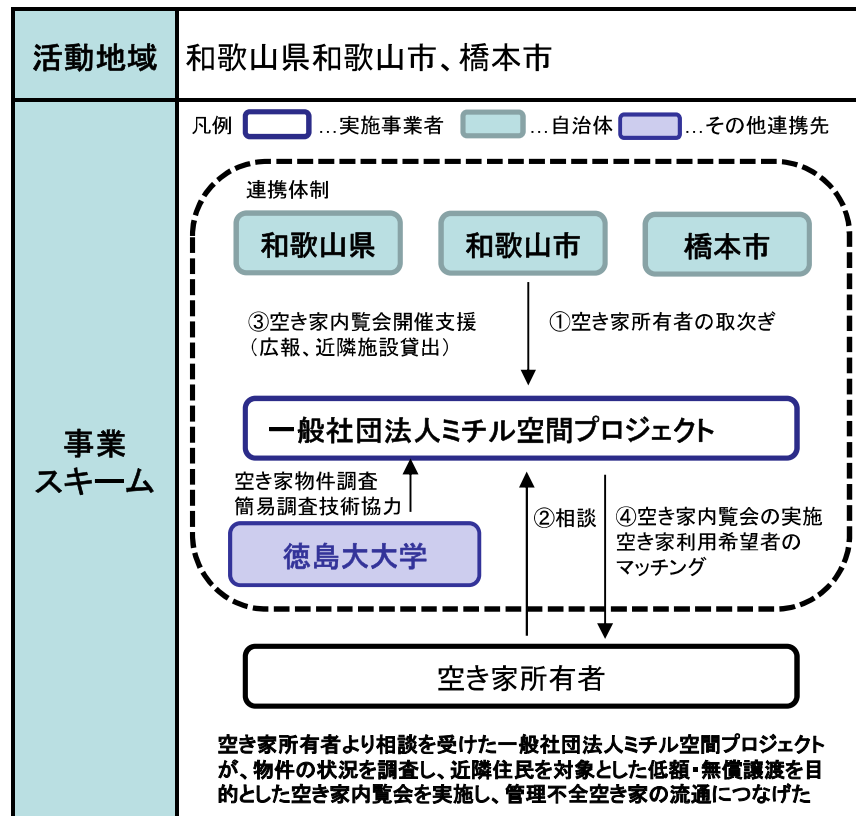 活動地域
和歌山県和歌山市、橋本市
事業
スキーム
凡例 …実施事業者 …自治体 …その他連携先
連携体制
和歌山県
和歌山市
橋本市
③空き家内覧会開催支援
（広報、近隣施設貸出）
①空き家所有者の取次ぎ
一般社団法人ミチル空間プロジェクト
空き家物件調査
簡易調査技術協力
徳島大大学
②相談
④空き家内覧会の実施
空き家利用希望者の
マッチング
空き家所有者
空き家所有者より相談を受けた一般社団法人ミチル空間プロジェクト
が、物件の状況を調査し、近隣住民を対象とした低額・無償譲渡を目
的とした空き家内覧会を実施し、管理不全空き家の流通につなげた